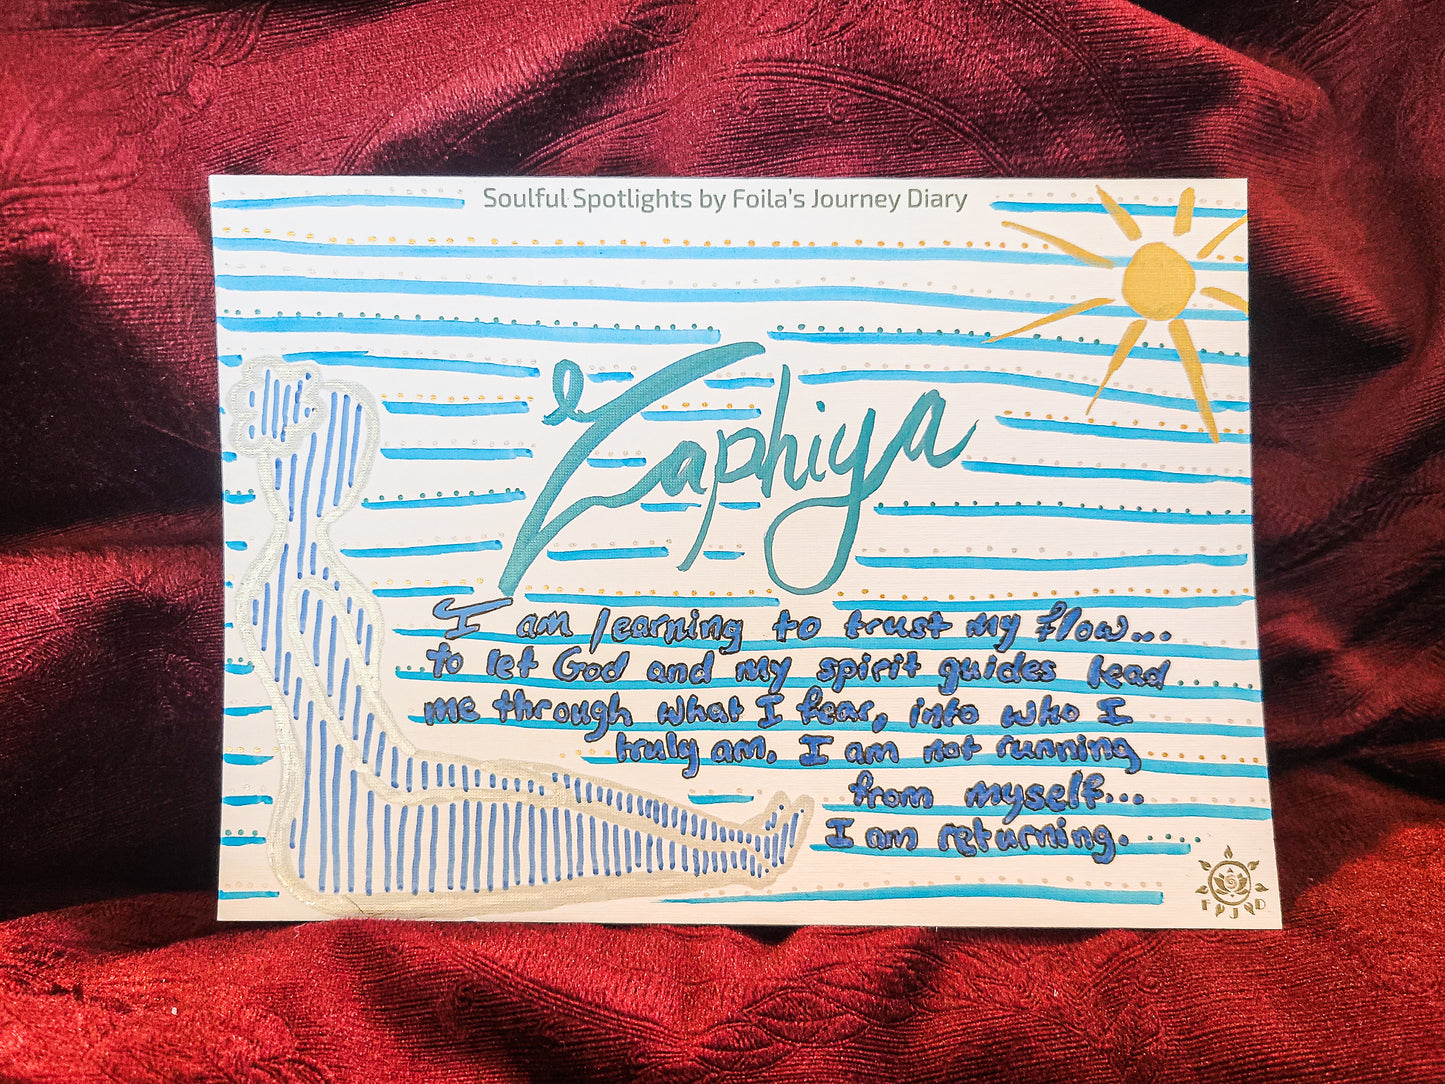 Soulful Spotlights by Foila's Journey Diary
Zaphiya
I am learning to trust my flow...
to let God and my spirit guides lead
me through what I fear, into who I
truly am. I am not running
from myself...
I am returning.
FJD